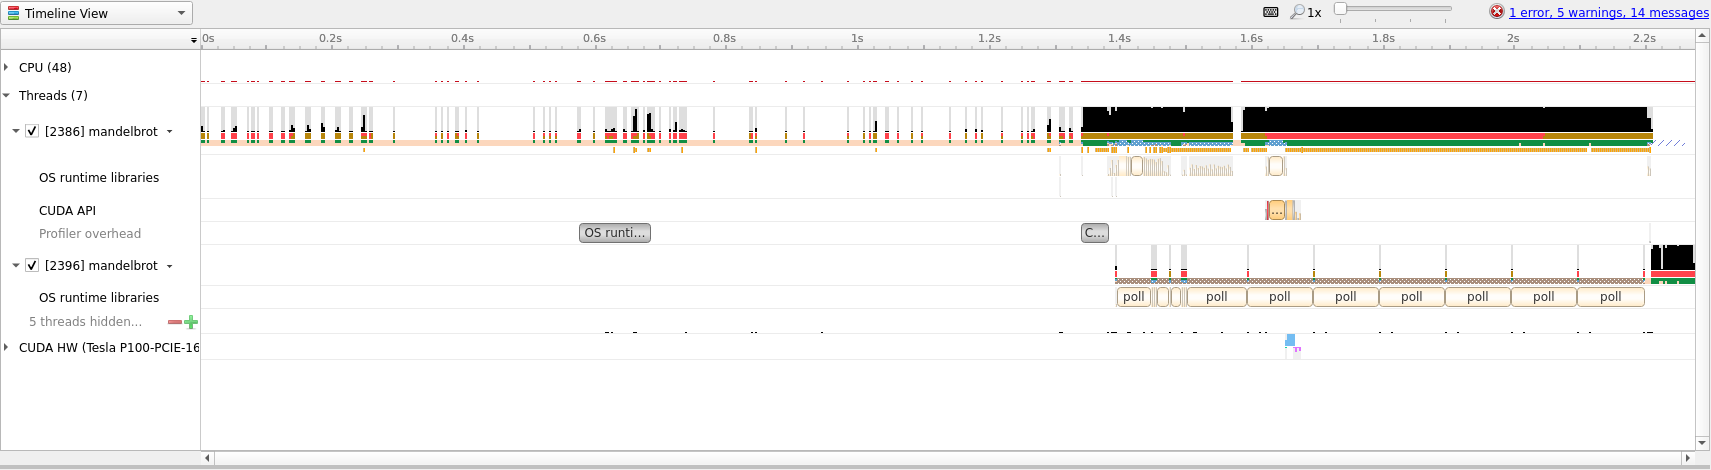 Timeline View
1x
1 error, 5 warnings, 14 messages
0s 0.2s 0.4s 0.6s 0.8s 1s 1.2s 1.4s 1.6s 1.8s 2s 2.2s
CPU (48)
Threads (7)
[2386] mandelbrot
OS runtime libraries
CUDA API
...
Profiler overhead
OS runti...
C...
[2396] mandelbrot
OS runtime libraries
poll poll poll poll poll poll poll poll
5 threads hidden...
CUDA HW (Tesla P100-PCIE-16